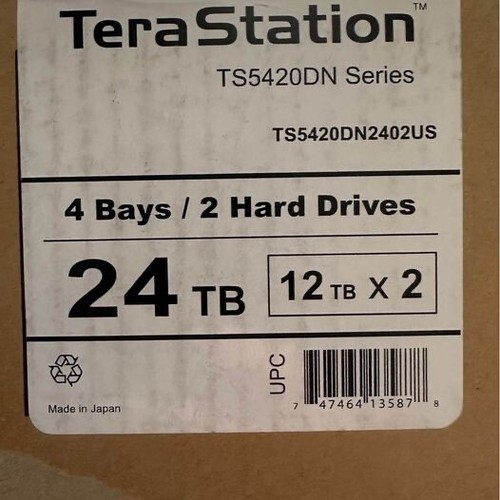 TeraStation™
TS5420DN Series
TS5420DN2402US
4 Bays / 2 Hard Drives
24 TB 12 TB X 2
UPC
7 47464 13587 8
Made in Japan